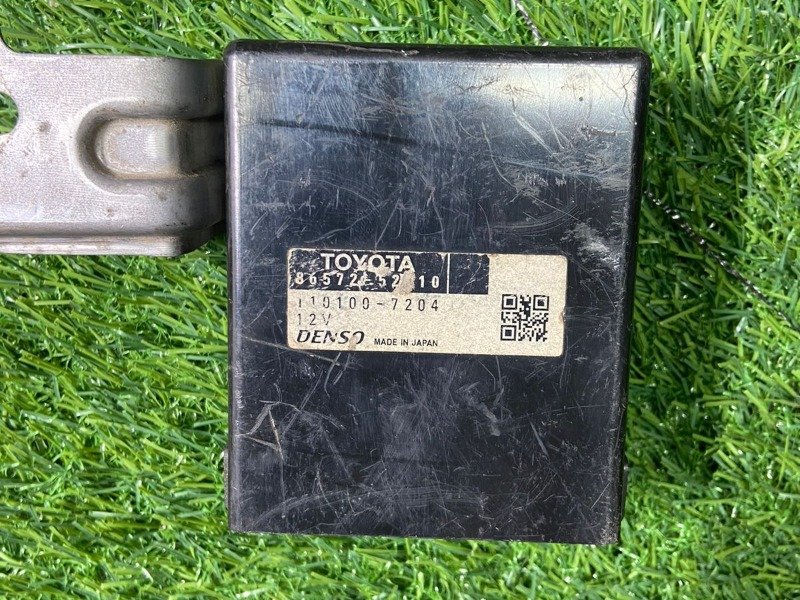 TOYOTA
110100-7204
12V
DENSO MADE IN JAPAN